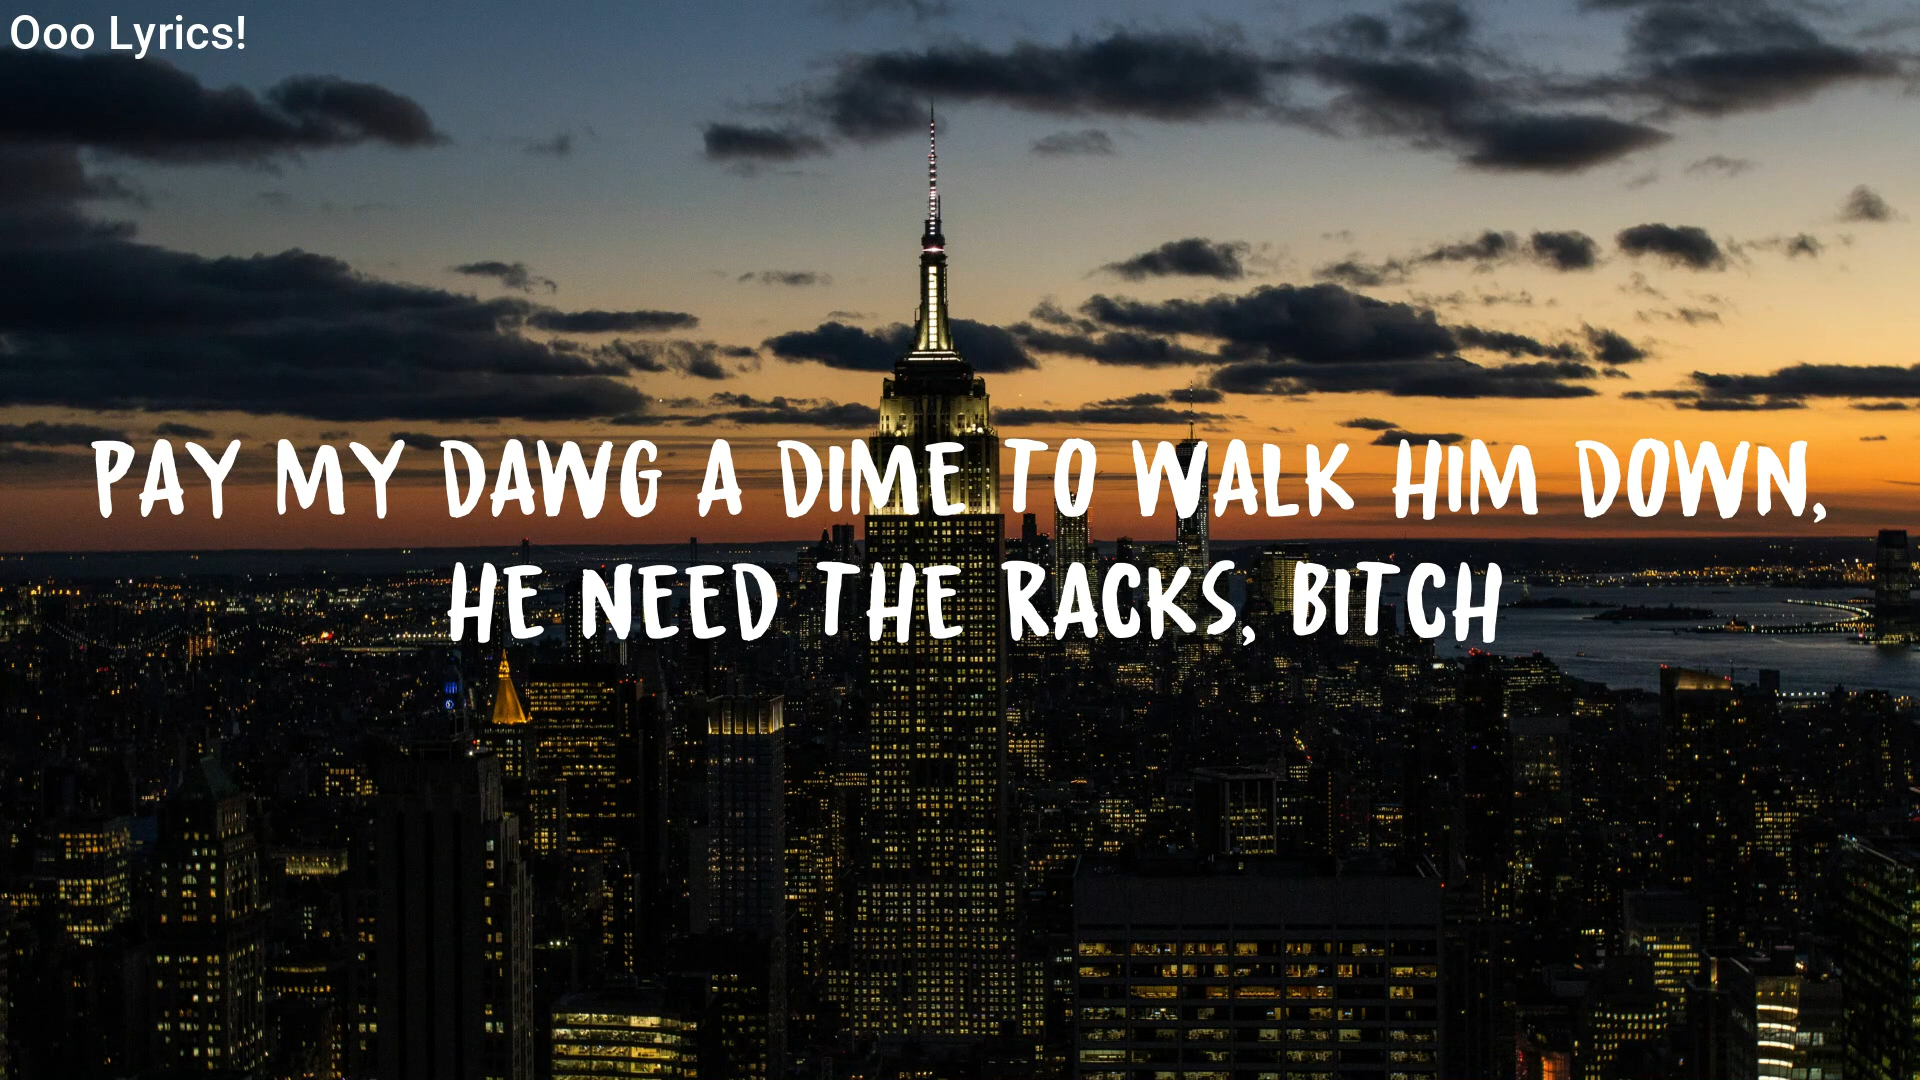 Ooo Lyrics!
PAY MY DAWG A DIME TO WALK HIM DOWN,
HE NEED THE RACKS, BITCH